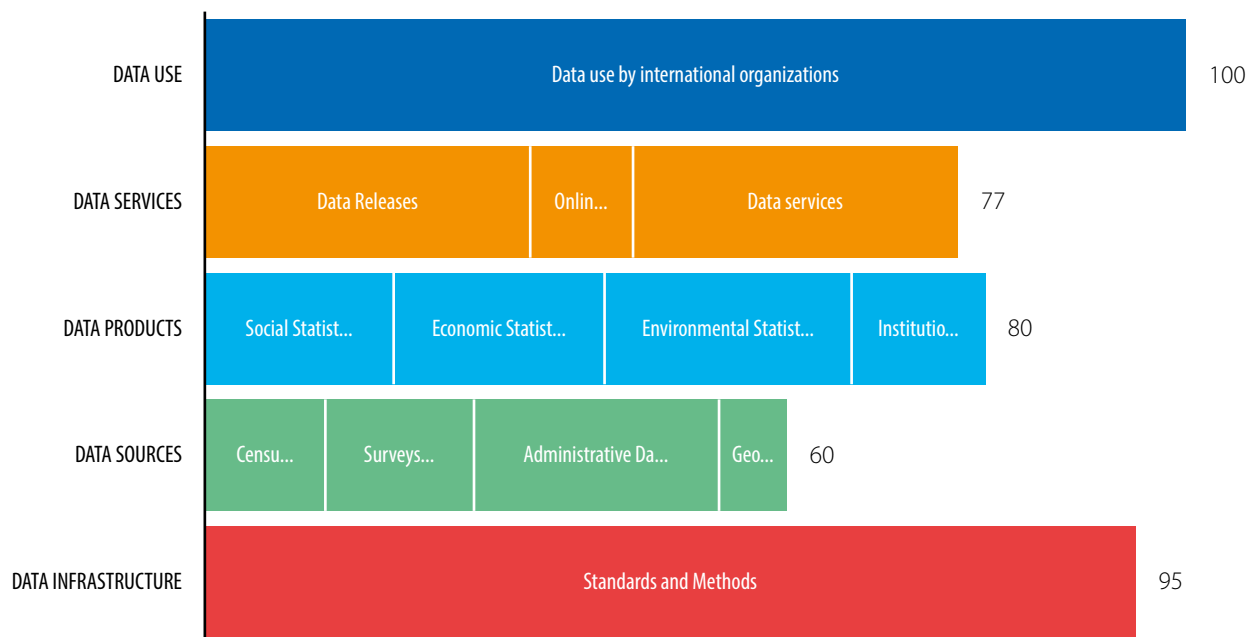 DATA USE
Data use by international organizations
100
DATA SERVICES
Data Releases
Onlin...
Data services
77
DATA PRODUCTS
Social Statist...
Economic Statist...
Environmental Statist...
Institutio...
80
DATA SOURCES
Censu...
Surveys...
Administrative Da...
Geo...
60
DATA INFRASTRUCTURE
Standards and Methods
95